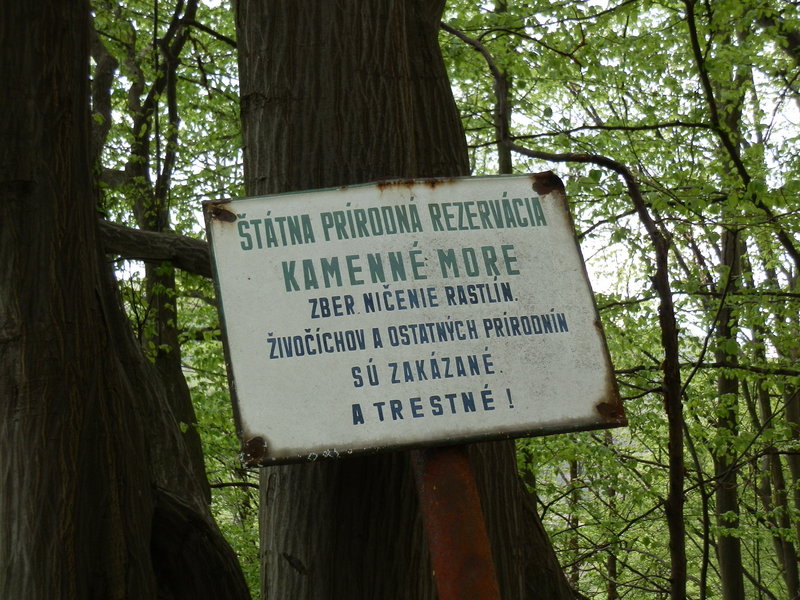 ŠTÁTNA PRÍRODNÁ REZERVÁCIA
KAMENNÉ MORE
ZBER. NIČENIE RASTLÍN.
ŽIVOČÍCHOV A OSTATNÝCH PRÍRODNÍN
SÚ ZAKÁZANÉ.
A TRESTNÉ!